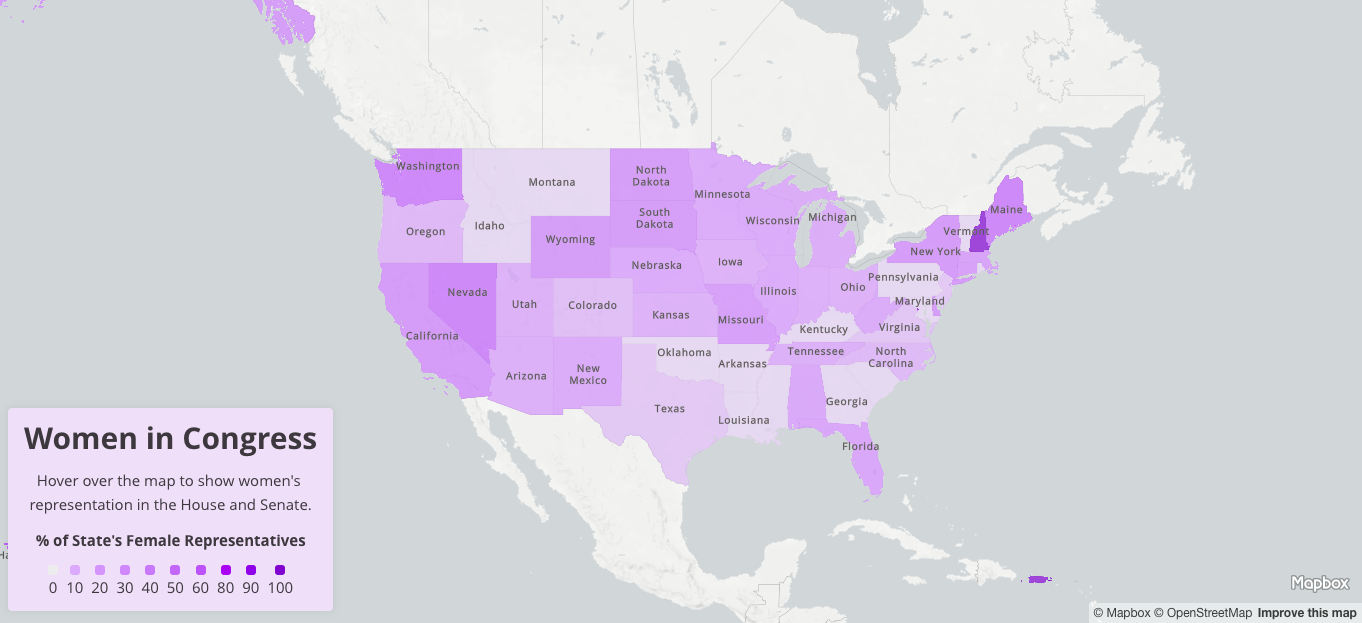 Washington
Montana
North
Dakota
Minnesota
Maine
Oregon
Idaho
South
Dakota
Wisconsin
Michigan
Vermont
Wyoming
New York
Nebraska
Iowa
Pennsylvania
Nevada
Utah
Colorado
Illinois
Ohio
Maryland
Kansas
Missouri
Kentucky
Virginia
California
Oklahoma
Arkansas
Tennessee
North
Carolina
Arizona
New
Mexico
Texas
Louisiana
Georgia
Florida
Women in Congress
Hover over the map to show women's
representation in the House and Senate.
% of State's Female Representatives
0 10 20 30 40 50 60 80 90 100
Ha
Mapbox
© Mapbox © OpenStreetMap Improve this map